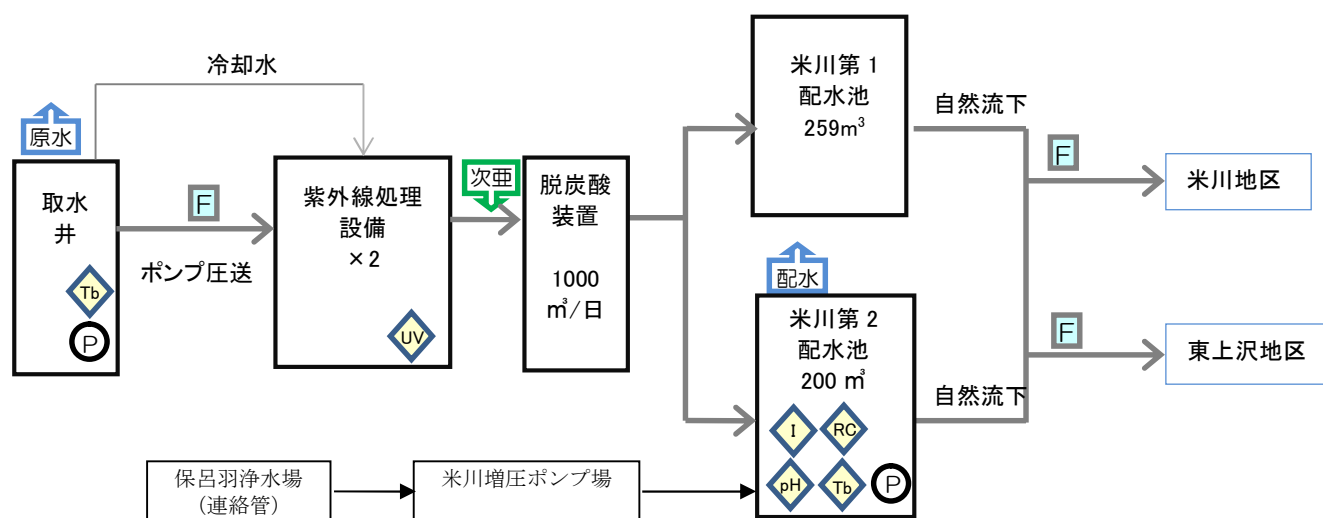 冷却水
原水
取水
井
Tb
P
F
ポンプ圧送
紫外線処理
設備
×2
UV
次亜
脱炭酸
装置
1000
㎥/日
米川第1
配水池
259m³
自然流下
配水
米川第2
配水池
200 ㎥
I
RC
pH
Tb
P
自然流下
F
米川地区
F
東上沢地区
保呂羽浄水場
(連絡管)
米川増圧ポンプ場